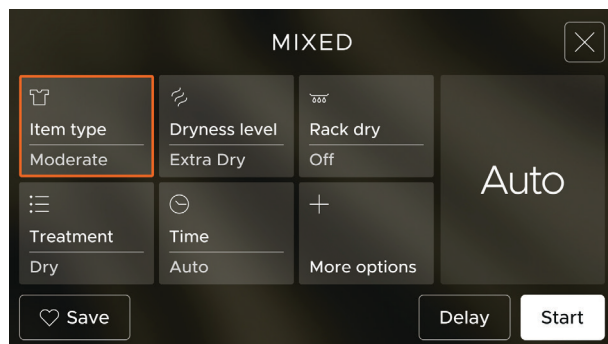 MIXED
Item type
Moderate
Dryness level
Extra Dry
Rack dry
Off
Auto
Treatment
Dry
Time
Auto
More options
Save
Delay
Start